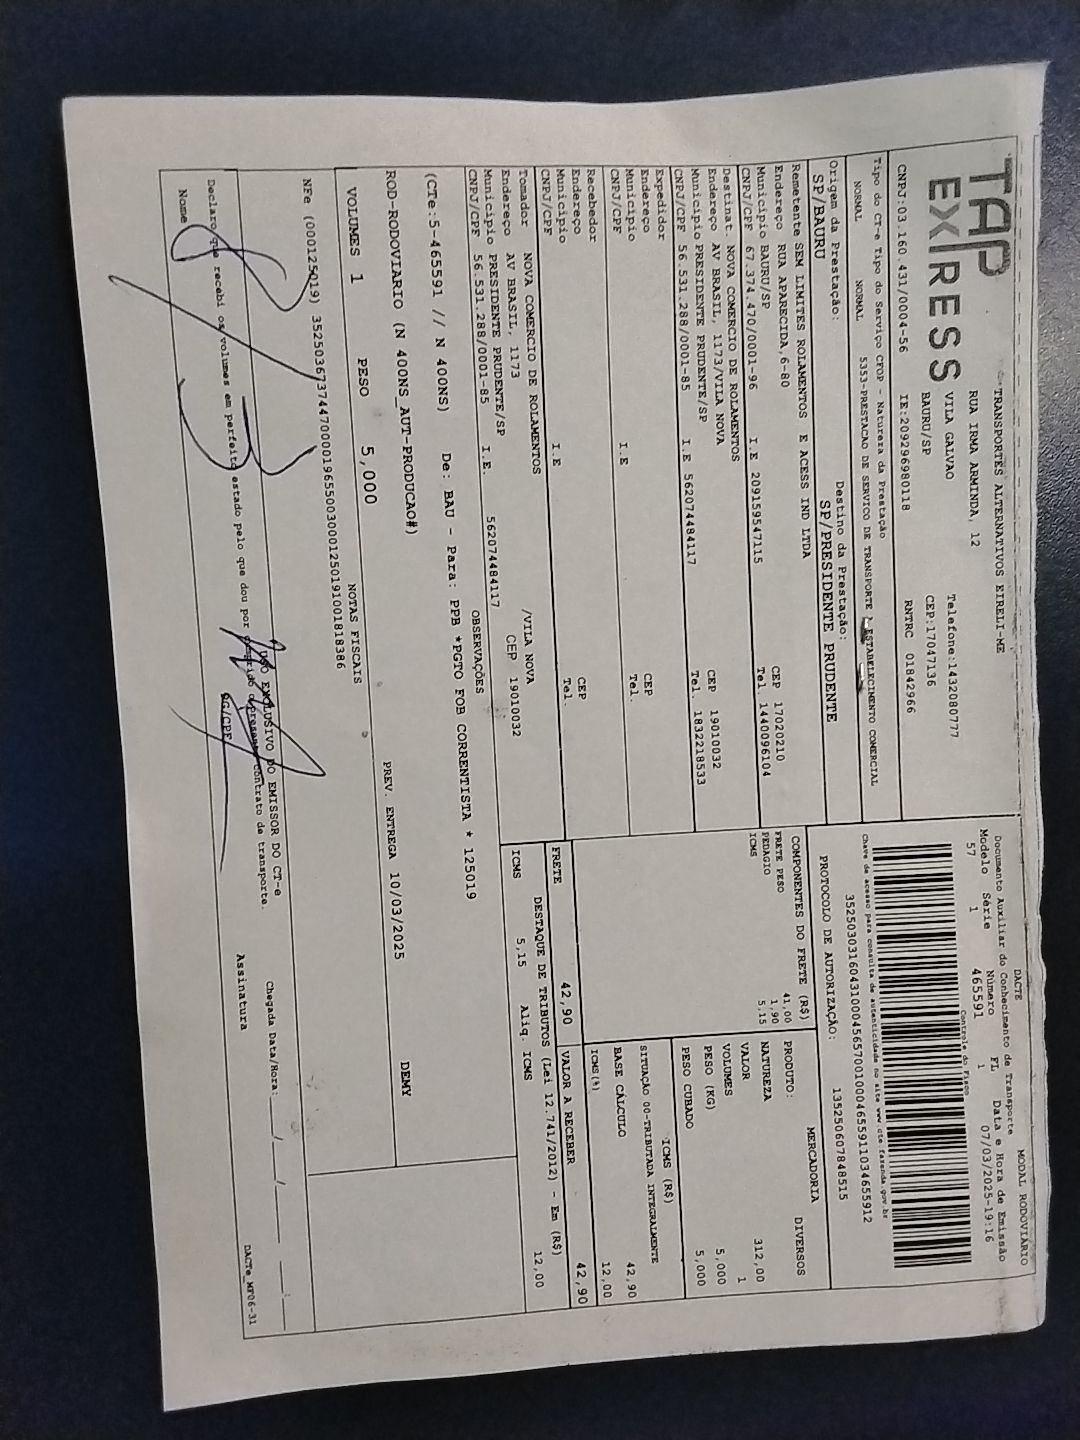 TAP EXPRESS
TRANSPORTES ALTERNATIVOS EIRELI-ME
RUA IRMA ARMINDA, 12
VILA GALVAO Telefone:1432080777
BAURU/SP CEP:17047136
CNPJ:03.160.431/0004-56 IE:209296980118 RNTRC 01842966
Tipo do CT-e Tipo do Serviço CFOP - Natureza da Prestação
NORMAL NORMAL 5353-PRESTACAO DE SERVICO DE TRANSPORTE A ESTABELECIMENTO COMERCIAL
Origem da Prestação: Destino da Prestação:
SP/BAURU SP/PRESIDENTE PRUDENTE
Remetente SEM LIMITES ROLAMENTOS E ACESS IND LTDA
Endereço RUA APARECIDA,6-80 CEP 17020210
Município BAURU/SP Tel. 1440096104
CNPJ/CPF 67.374.470/0001-96 I.E 209159547115
Destinat. NOVA COMERCIO DE ROLAMENTOS
Endereço AV BRASIL, 1173/VILA NOVA CEP 19010032
Município PRESIDENTE PRUDENTE/SP Tel. 1832218533
CNPJ/CPF 56.531.288/0001-85 I.E 562074484117
Expedidor
Endereço CEP
Município Tel.
CNPJ/CPF I.E
Recebedor
Endereço CEP
Município Tel.
CNPJ/CPF I.E
Tomador NOVA COMERCIO DE ROLAMENTOS
Endereço AV BRASIL, 1173 /VILA NOVA
Município PRESIDENTE PRUDENTE/SP CEP 19010032
CNPJ/CPF 56.531.288/0001-85 I.E. 562074484117
DACTE MODAL RODOVIÁRIO
Documento Auxiliar do Conhecimento de Transporte
Modelo Série Número FL Data e Hora de Emissão
57 1 465591 1 07/03/2025-19:16
Controle do Fisco
Chave de acesso para consulta de autenticidade no site www.cte.fazenda.gov.br
35250303160431000456570010004655911034655912
PROTOCOLO DE AUTORIZAÇÃO: 135250607848515
COMPONENTES DO FRETE (R$)
FRETE PESO 41,00
PEDAGIO 1,90
ICMS 5,15
MERCADORIA
PRODUTO: DIVERSOS
NATUREZA
VALOR 312,00
VOLUMES 1
PESO (KG) 5,000
PESO CUBADO 5,000
ICMS (R$)
SITUAÇÃO 00-TRIBUTADA INTEGRALMENTE
BASE CÁLCULO 42,90
ICMS(%) 12,00
FRETE 42,90 VALOR A RECEBER 42,90
DESTAQUE DE TRIBUTOS (Lei 12.741/2012) - Em (R$)
ICMS 5,15 Aliq. ICMS 12,00
OBSERVAÇÕES
(CTe:5-465591 // N 400NS) De: BAU - Para: PPB *PGTO FOB CORRENTISTA * 125019
ROD-RODOVIARIO (N 400NS_AUT-PRODUCAO#) PREV. ENTREGA 10/03/2025 DEMY
VOLUMES 1 PESO 5,000
NOTAS FISCAIS
NFe (000125019) 35250367374470000196550030001250191001818386
USO EXCLUSIVO DO EMISSOR DO CT-e
Declaro que recebi os volumes em perfeito estado pelo que dou por cumprido o presente contrato de transporte.
Chegada Data/Hora: __/__/____ __:__
Nome RG/CPF Assinatura
DACTe_MF06-31